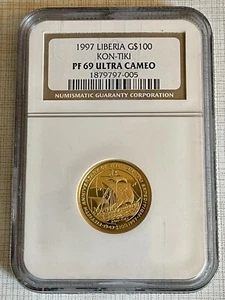 1997 LIBERIA G$100
KON-TIKI
PF 69 ULTRA CAMEO
1879797-005
NUMISMATIC GUARANTY CORPORATION